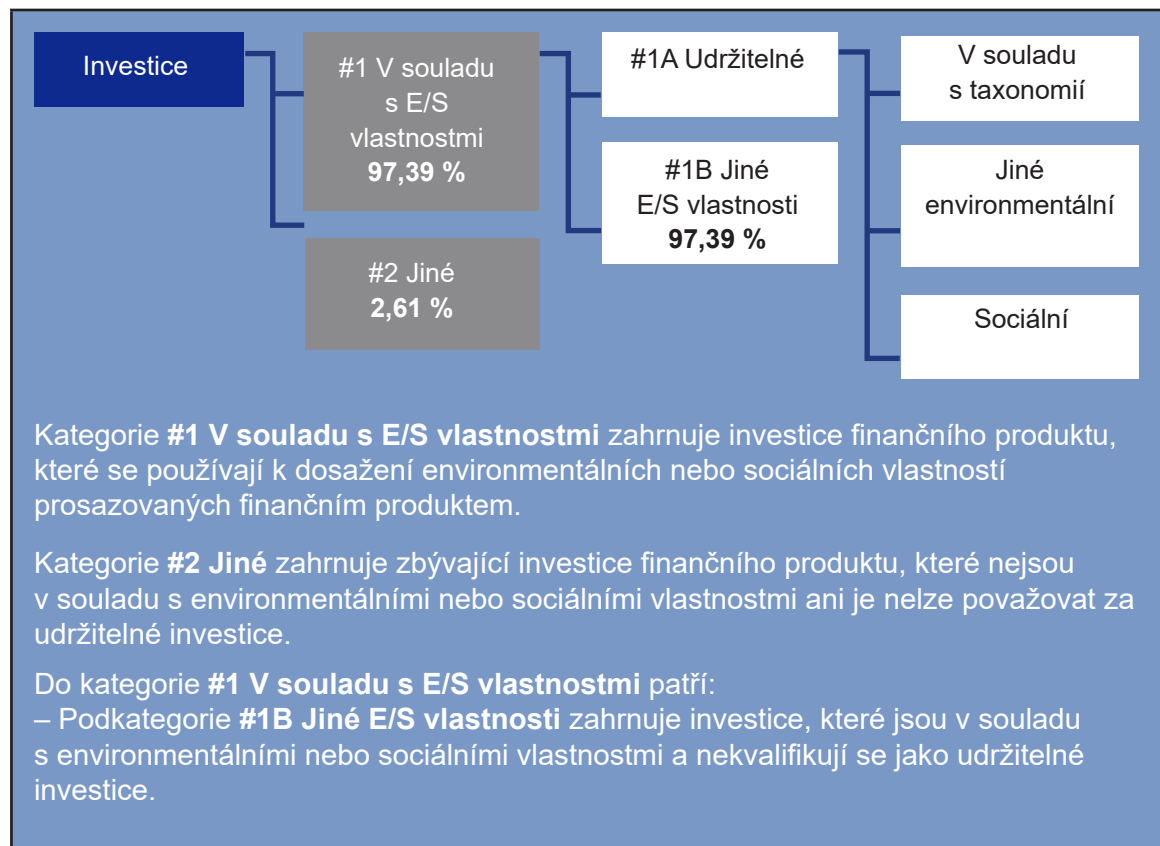 Investice
#1 V souladu
s E/S
vlastnostmi
97,39 %
#2 Jiné
2,61 %
#1A Udržitelné
#1B Jiné
E/S vlastnosti
97,39 %
V souladu
s taxonomií
Jiné
environmentální
Sociální
Kategorie #1 V souladu s E/S vlastnostmi zahrnuje investice finančního produktu,
které se používají k dosažení environmentálních nebo sociálních vlastností
prosazovaných finančním produktem.
Kategorie #2 Jiné zahrnuje zbývající investice finančního produktu, které nejsou
v souladu s environmentálními nebo sociálními vlastnostmi ani je nelze považovat za
udržitelné investice.
Do kategorie #1 V souladu s E/S vlastnostmi patří:
– Podkategorie #1B Jiné E/S vlastnosti zahrnuje investice, které jsou v souladu
s environmentálními nebo sociálními vlastnostmi a nekvalifikují se jako udržitelné
investice.